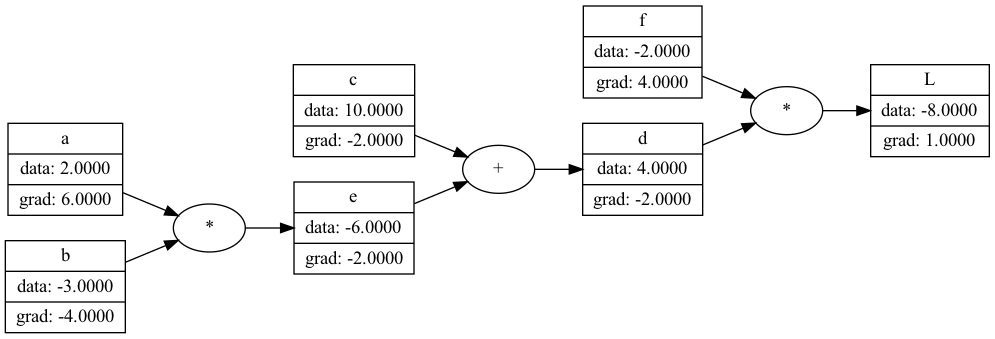 a
data: 2.0000
grad: 6.0000
b
data: -3.0000
grad: -4.0000
*
c
data: 10.0000
grad: -2.0000
e
data: -6.0000
grad: -2.0000
+
f
data: -2.0000
grad: 4.0000
d
data: 4.0000
grad: -2.0000
*
L
data: -8.0000
grad: 1.0000